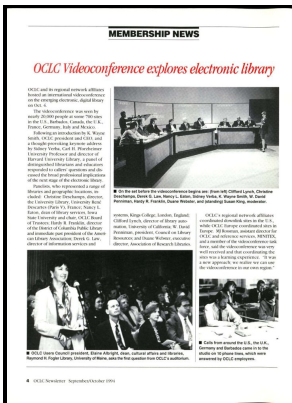 MEMBERSHIP NEWS
OCLC Videoconference explores electronic library
OCLC and its regional network affiliates
hosted an international videoconference
on the emerging electronic, digital library
on Oct. 6.
The videoconference was seen by
nearly 20,000 people at some 700 sites
in the U.S., Barbados, Canada, the U.K.,
France, Germany, Italy and Mexico.
Following an introduction by K. Wayne
Smith, OCLC president and CEO, and
a thought-provoking keynote address
by Sidney Verba, Carl H. Pforzheimer
University Professor and director of
Harvard University Library, a panel of
distinguished librarians and educators
responded to callers' questions and dis-
cussed the broad professional implications
of the next stage of the electronic library.
Panelists, who represented a range of
libraries and geographic locations, in-
cluded: Christine Deschamps, director,
the University Library, Université René
Descartes (Paris V), France; Nancy L.
Eaton, dean of library services, Iowa
State University and chair, OCLC Board
of Trustees; Hardy R. Franklin, director
of the District of Columbia Public Library
and immediate past president of the Ameri-
can Library Association; Derek G. Law,
director of information services and
■ On the set before the videoconference begins are: (from left) Clifford Lynch, Christine
Deschamps, Derek G. Law, Nancy L. Eaton, Sidney Verba, K. Wayne Smith, W. David
Penniman, Hardy R. Franklin, Duane Webster, and (standing) Susan King, moderator.
systems, Kings College, London, England;
Clifford Lynch, director of library auto-
mation, University of California; W. David
Penniman, president, Council on Library
Resources; and Duane Webster, executive
director, Association of Research Libraries.
OCLC's regional network affiliates
coordinated downlink sites in the U.S.,
while OCLC Europe coordinated sites in
Europe. MJ Rossman, assistant director for
OCLC and reference services, MINITEX,
and a member of the videoconference task
force, said the videoconference was very
well received and that coordinating the
sites was a learning experience. "It was
a new approach; we realize we can use
the videoconference in our own region."
■ OCLC Users Council president, Elaine Albright, dean, cultural affairs and libraries,
Raymond H. Fogler Library, University of Maine, asks the first question from OCLC's auditorium.
■ Calls from around the U.S., the U.K.,
Germany and Barbados came in to the
studio on 10 phone lines, which were
answered by OCLC employees.
4 OCLC Newsletter September/October 1994